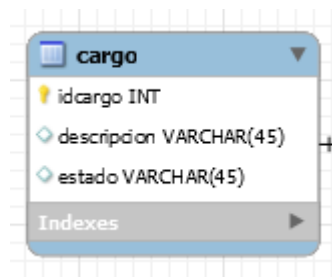 cargo
idcargo INT
descripcion VARCHAR(45)
estado VARCHAR(45)
Indexes